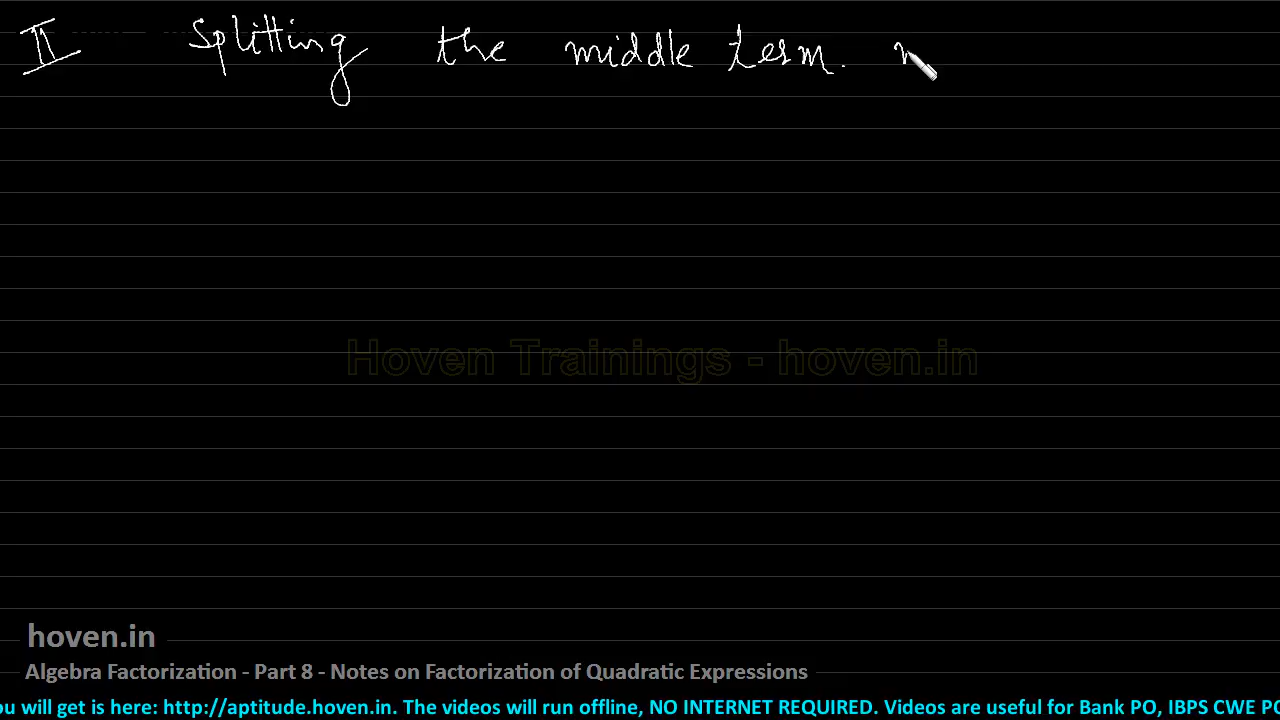 II Splitting the middle term.
Hoven Trainings - hoven.in
hoven.in
Algebra Factorization - Part 8 - Notes on Factorization of Quadratic Expressions
ou will get is here: http://aptitude.hoven.in. The videos will run offline, NO INTERNET REQUIRED. Videos are useful for Bank PO, IBPS CWE PO